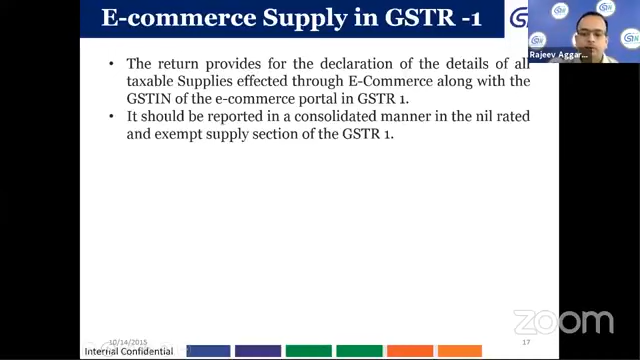 E-commerce Supply in GSTR -1
Rajeev Aggar...
• The return provides for the declaration of the details of all
taxable Supplies effected through E-Commerce along with the
GSTIN of the e-commerce portal in GSTR 1.
• It should be reported in a consolidated manner in the nil rated
and exempt supply section of the GSTR 1.
zoom
10/14/2015
17
Internal Confidential